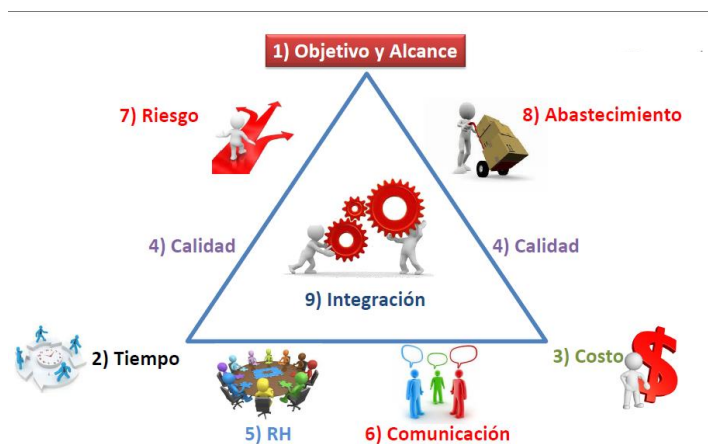 1) Objetivo y Alcance
7) Riesgo
8) Abastecimiento
4) Calidad
4) Calidad
9) Integración
2) Tiempo
3) Costo
5) RH
6) Comunicación